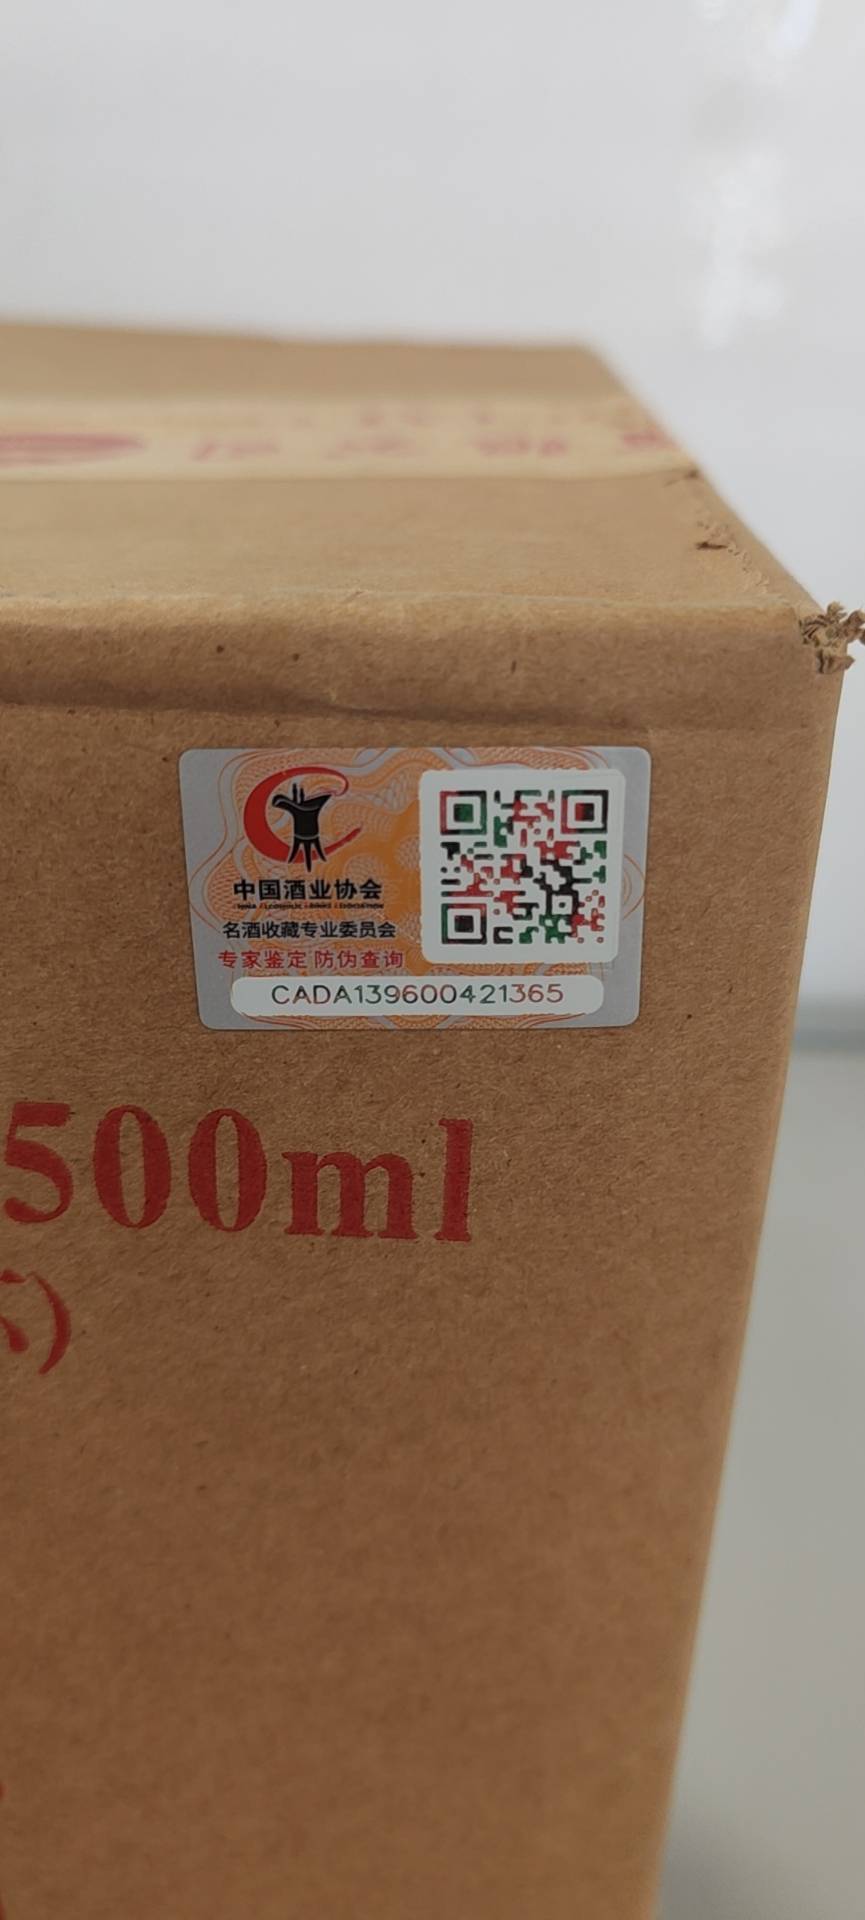 中国酒业协会
名酒收藏专业委员会
专家鉴定 防伪查询
CADA139600421365
500ml